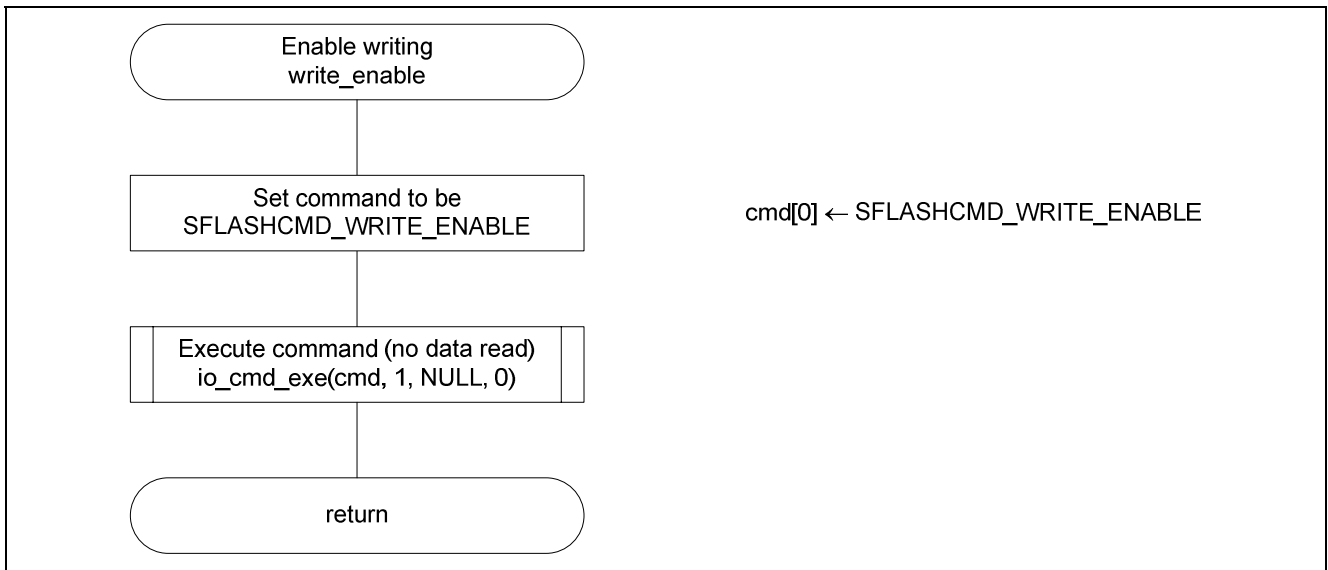 Enable writing
write_enable
Set command to be
SFLASHCMD_WRITE_ENABLE
cmd[0] ← SFLASHCMD_WRITE_ENABLE
Execute command (no data read)
io_cmd_exe(cmd, 1, NULL, 0)
return